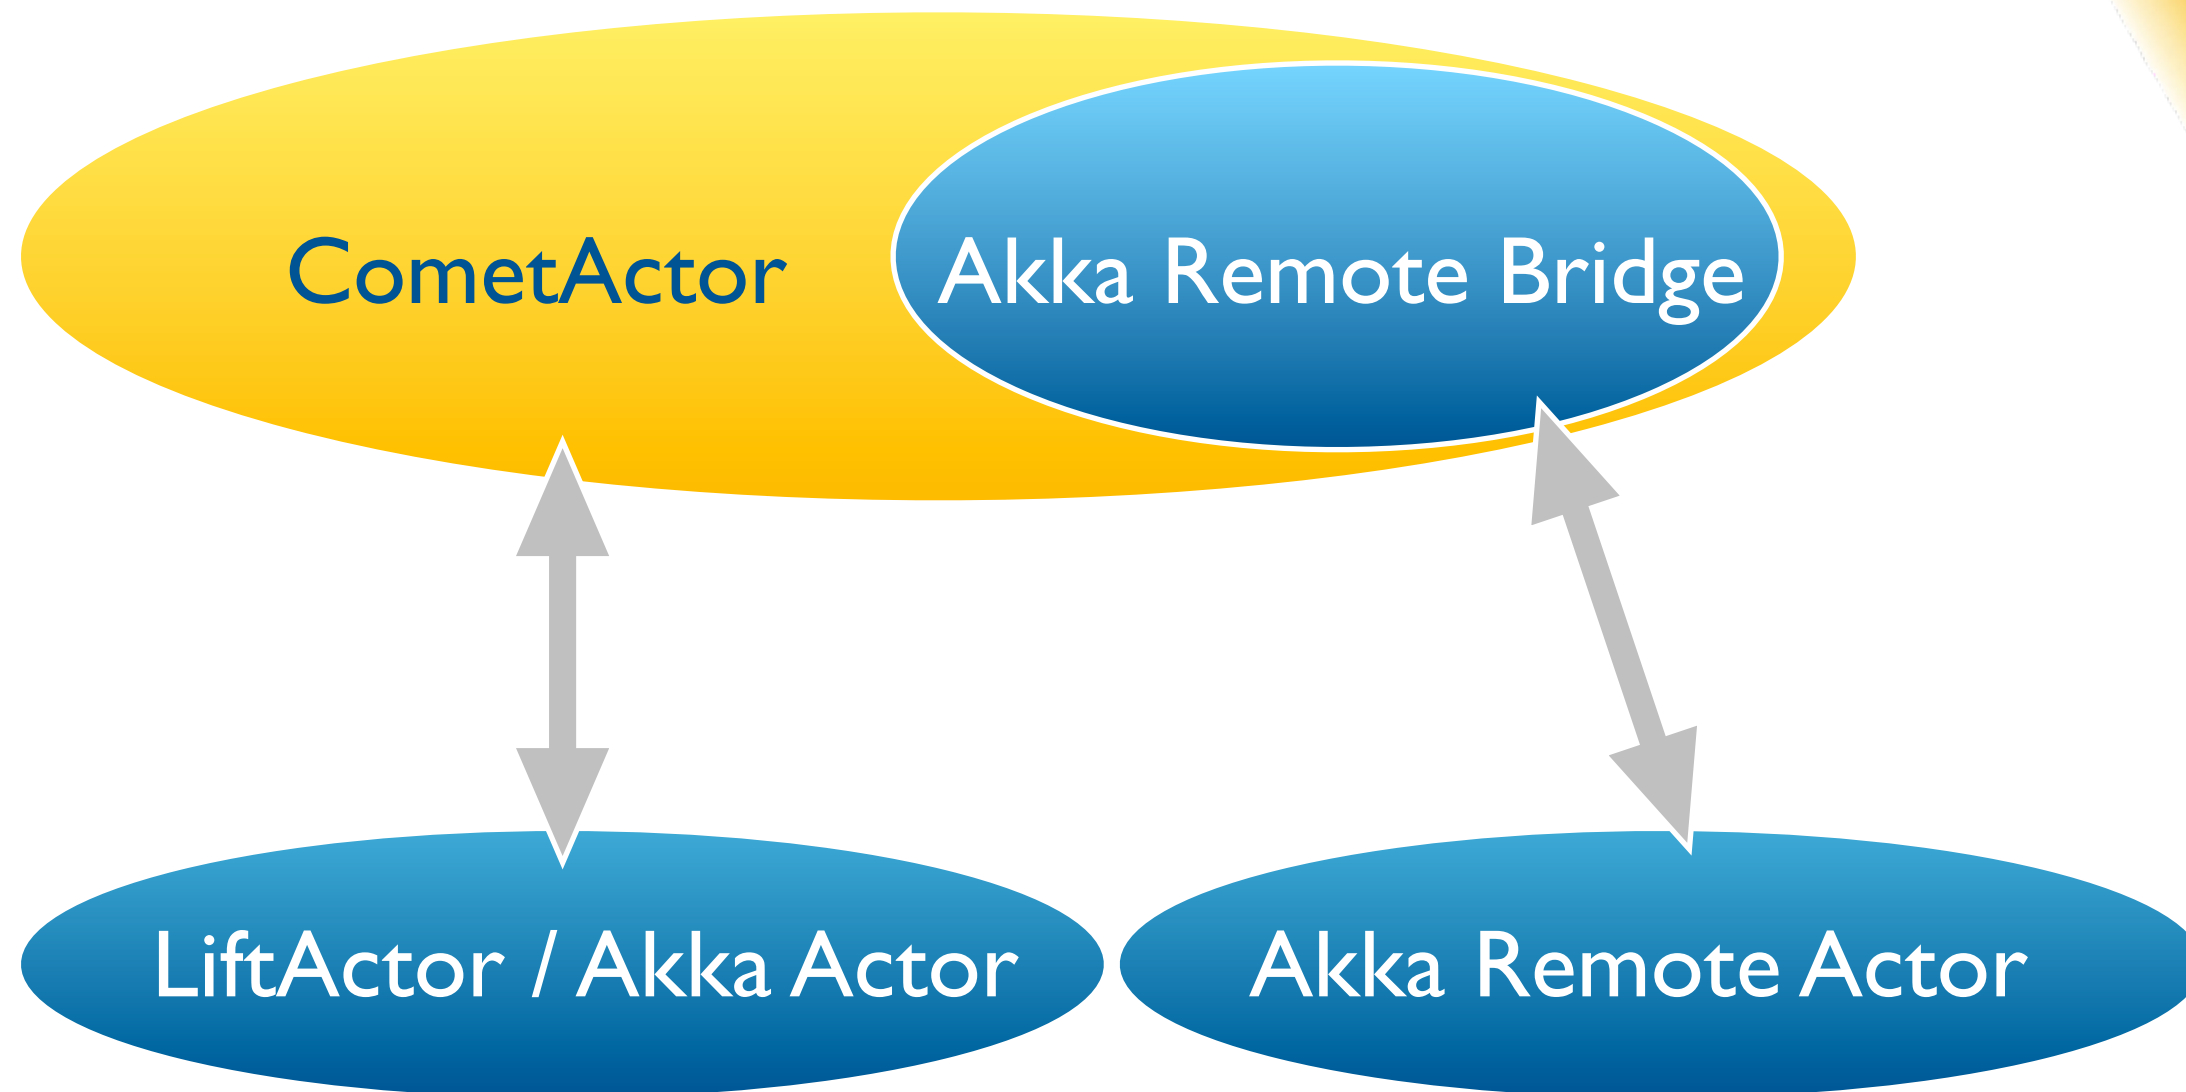 CometActor
Akka Remote Bridge
LiftActor / Akka Actor
Akka Remote Actor